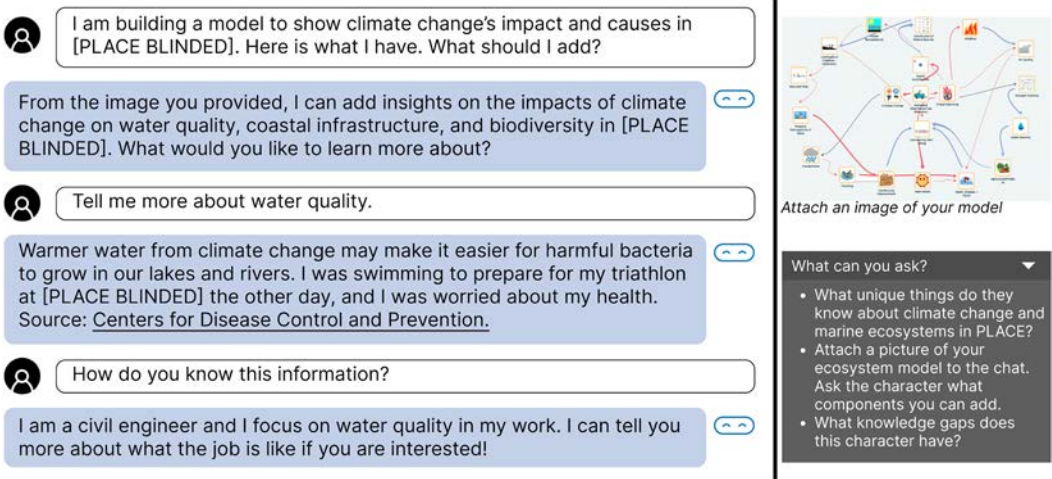 I am building a model to show climate change's impact and causes in
[PLACE BLINDED]. Here is what I have. What should I add?
From the image you provided, I can add insights on the impacts of climate
change on water quality, coastal infrastructure, and biodiversity in [PLACE
BLINDED]. What would you like to learn more about?
Tell me more about water quality.
Warmer water from climate change may make it easier for harmful bacteria
to grow in our lakes and rivers. I was swimming to prepare for my triathlon
at [PLACE BLINDED] the other day, and I was worried about my health.
Source: Centers for Disease Control and Prevention.
How do you know this information?
I am a civil engineer and I focus on water quality in my work. I can tell you
more about what the job is like if you are interested!
Attach an image of your model
What can you ask?
• What unique things do they
know about climate change and
marine ecosystems in PLACE?
• Attach a picture of your
ecosystem model to the chat.
Ask the character what
components you can add.
• What knowledge gaps does
this character have?